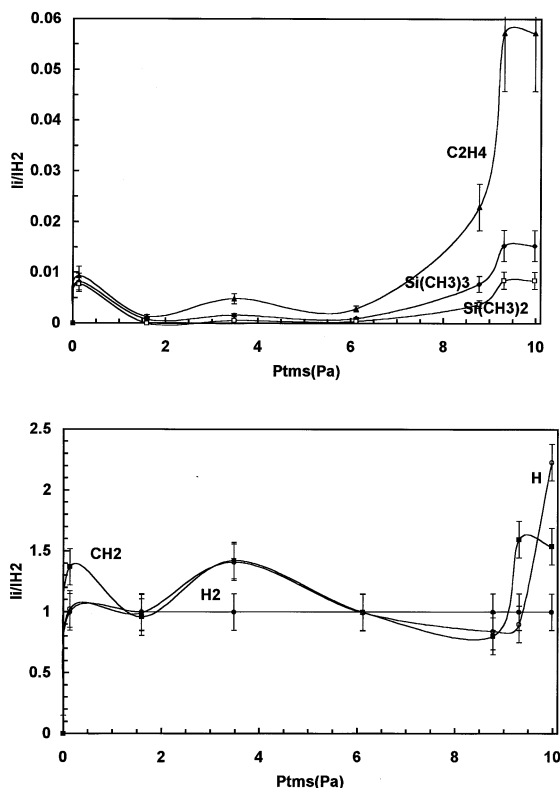 0.06
0.05
0.04
0.03
0.02
0.01
0
Ii/IH2
C2H4
Si(CH3)3
Si(CH3)2
0 2 4 6 8 10
Ptms(Pa)
2.5
2
1.5
1
0.5
0
Ii/IH2
CH2
H2
H
0 2 4 6 8 10
Ptms(Pa)